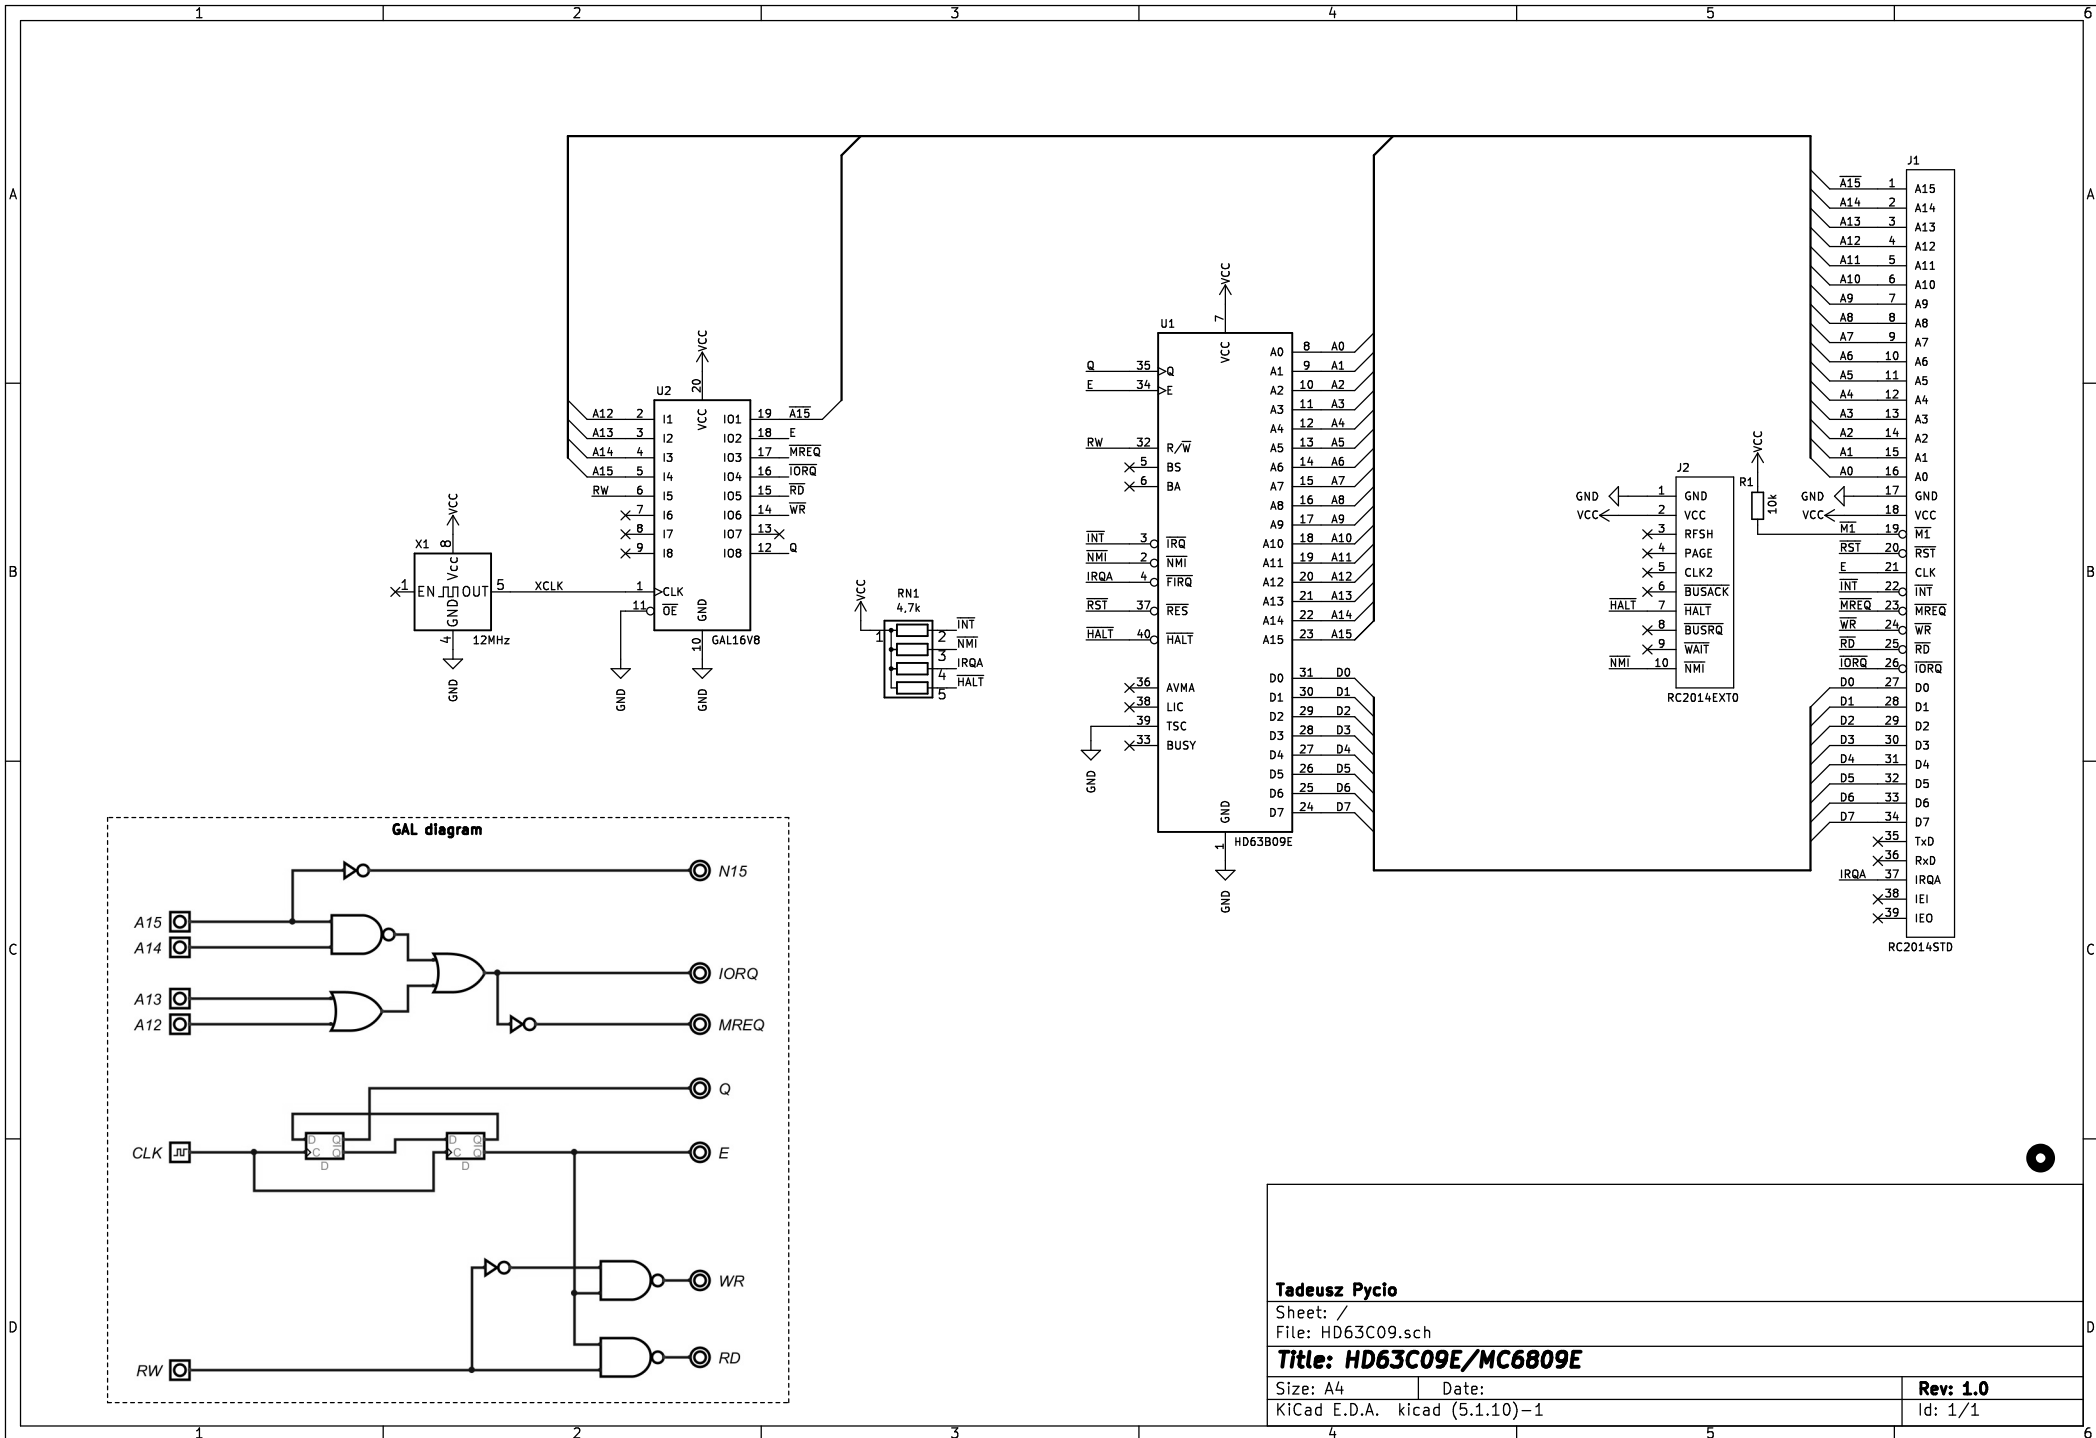 1 2 3 4 5 6
A A
B B
C C
D D
J1
A15 1 A15
A14 2 A14
A13 3 A13
A12 4 A12
A11 5 A11
A10 6 A10
A9 7 A9
A8 8 A8
A7 9 A7
A6 10 A6
A5 11 A5
A4 12 A4
A3 13 A3
A2 14 A2
A1 15 A1
A0 16 A0
GND 17 GND
VCC 18 VCC
M1 19 M1
RST 20 RST
E 21 CLK
INT 22 INT
MREQ 23 MREQ
WR 24 WR
RD 25 RD
IORQ 26 IORQ
D0 27 D0
D1 28 D1
D2 29 D2
D3 30 D3
D4 31 D4
D5 32 D5
D6 33 D6
D7 34 D7
35 TxD
36 RxD
IRQA 37 IRQA
38 IEI
39 IEO
RC2014STD
VCC
R1
10k
J2
GND 1 GND
VCC 2 VCC
3 RFSH
4 PAGE
5 CLK2
6 BUSACK
HALT 7 HALT
8 BUSRQ
9 WAIT
NMI 10 NMI
RC2014EXT0
VCC
7
VCC
U1
Q 35 Q
E 34 E
RW 32 R/W
5 BS
6 BA
INT 3 IRQ
NMI 2 NMI
IRQA 4 FIRQ
RST 37 RES
HALT 40 HALT
36 AVMA
38 LIC
39 TSC
33 BUSY
GND
A0 8 A0
A1 9 A1
A2 10 A2
A3 11 A3
A4 12 A4
A5 13 A5
A6 14 A6
A7 15 A7
A8 16 A8
A9 17 A9
A10 18 A10
A11 19 A11
A12 20 A12
A13 21 A13
A14 22 A14
A15 23 A15
D0 31 D0
D1 30 D1
D2 29 D2
D3 28 D3
D4 27 D4
D5 26 D5
D6 25 D6
D7 24 D7
GND
1
GND
HD63B09E
VCC
20
VCC
U2
A12 2 I1
A13 3 I2
A14 4 I3
A15 5 I4
RW 6 I5
7 I6
8 I7
9 I8
XCLK 1 CLK
11 OE
GND
IO1 19 A15
IO2 18 E
IO3 17 MREQ
IO4 16 IORQ
IO5 15 RD
IO6 14 WR
IO7 13
IO8 12 Q
GND
10
GND
GAL16V8
X1
VCC
8
Vcc
1 EN OUT 5
GND
4
12MHz
GND
RN1
4.7k
VCC
1
INT
2
NMI
3
IRQA
4
HALT
5
GAL diagram
N15
A15
A14
IORQ
A13
A12
MREQ
Q
CLK
D Q
C Q
D
D Q
C Q
D
E
WR
RW
RD
Tadeusz Pycio
Sheet: /
File: HD63C09.sch
Title: HD63C09E/MC6809E
Size: A4 Date: Rev: 1.0
KiCad E.D.A. kicad (5.1.10)-1 Id: 1/1
1 2 3 4 5 6